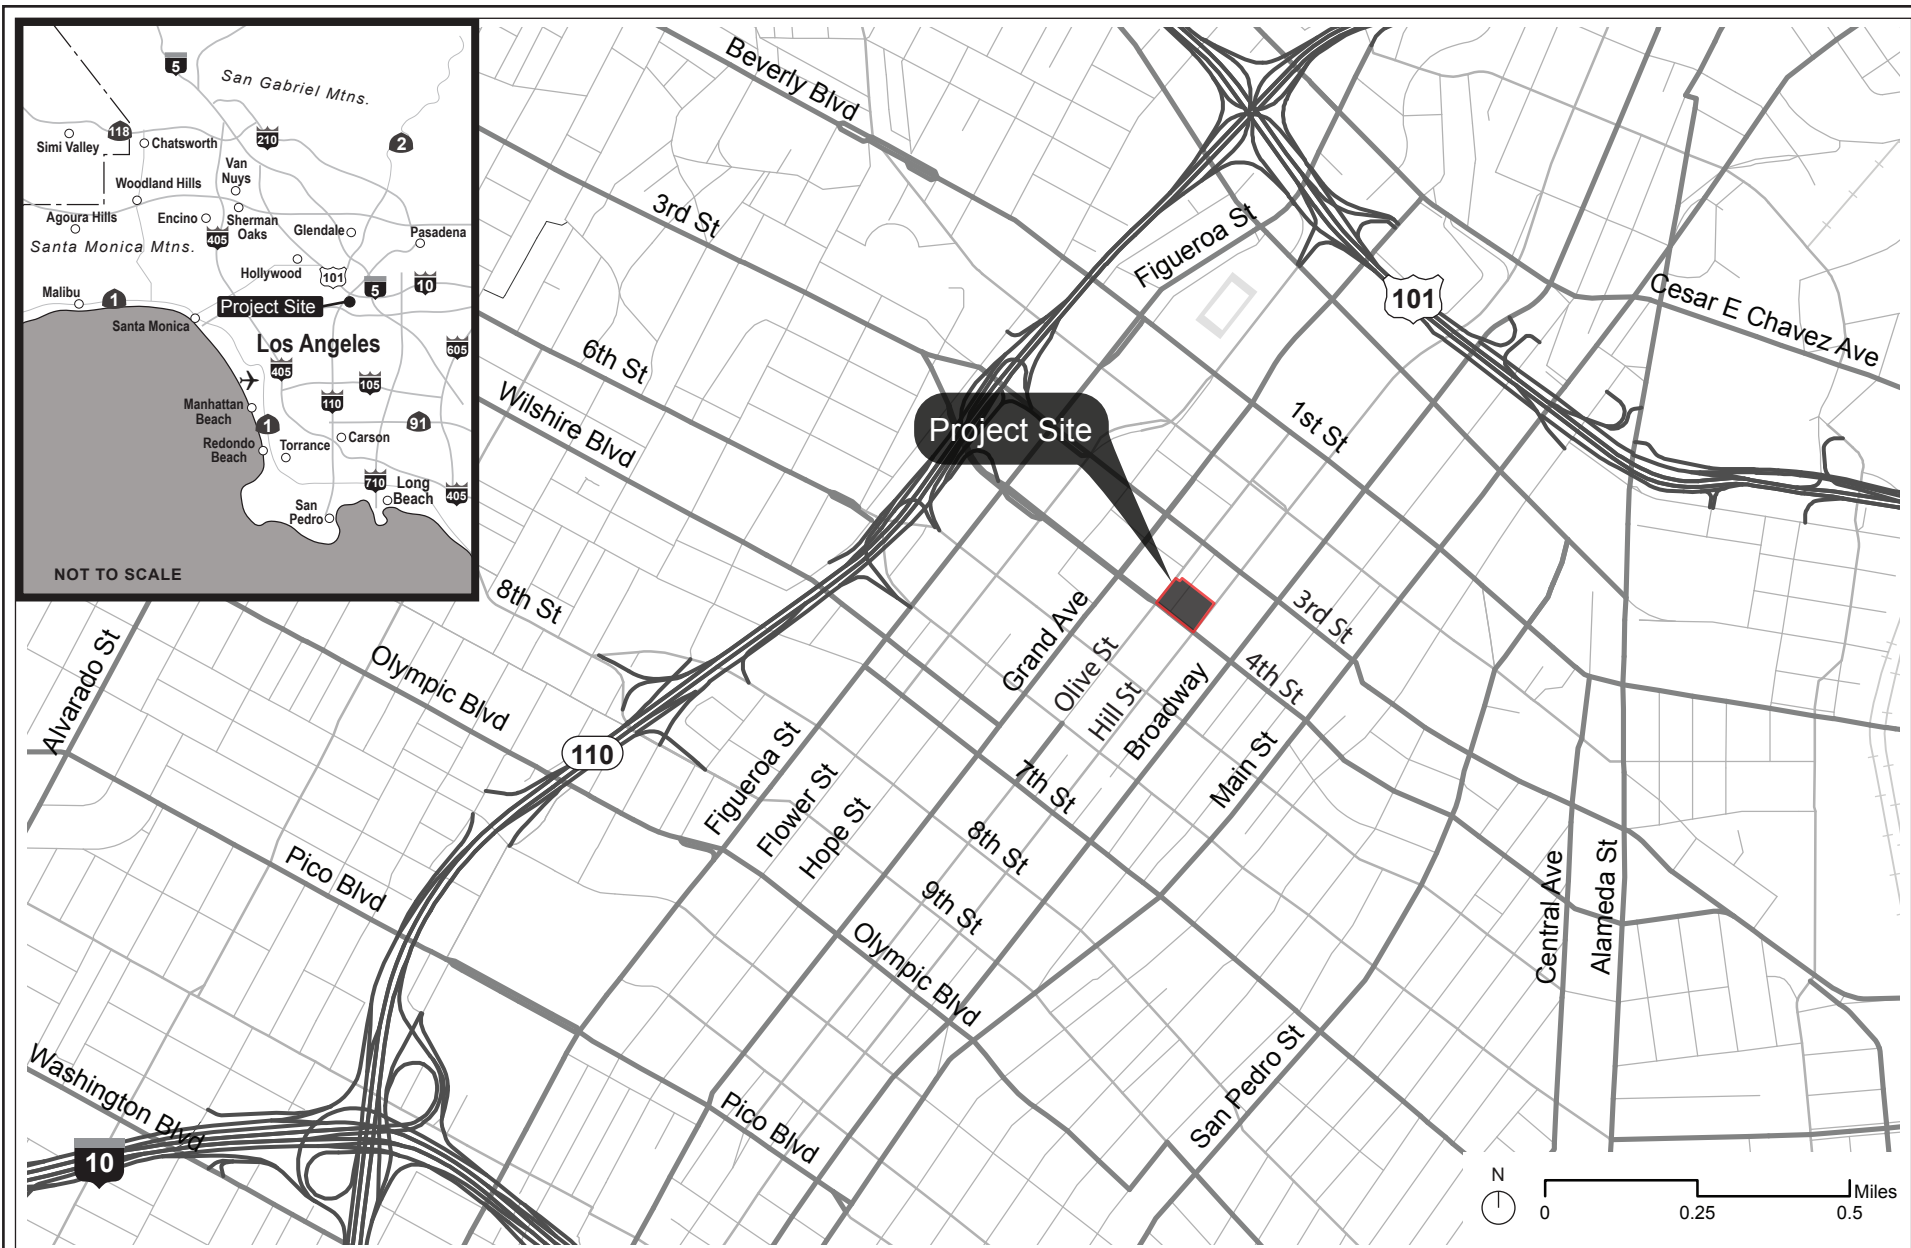 5
San Gabriel Mtns.
118
210
2
Simi Valley
Chatsworth
Van
Nuys
Woodland Hills
Agoura Hills
Encino
Sherman
Oaks
405
Glendale
Pasadena
Santa Monica Mtns.
Hollywood
101
5
10
Malibu
1
Project Site
Santa Monica
Los Angeles
605
405
105
110
Manhattan
Beach
1
91
Redondo
Beach
Torrance
Carson
710
Long
Beach
405
San
Pedro
NOT TO SCALE
Beverly Blvd
3rd St
Figueroa St
101
Cesar E Chavez Ave
6th St
Wilshire Blvd
Project Site
1st St
8th St
Grand Ave
3rd St
Olive St
4th St
Alvarado St
Olympic Blvd
Hill St
Broadway
110
Figueroa St
7th St
Main St
Flower St
Hope St
8th St
Pico Blvd
9th St
Central Ave
Alameda St
Olympic Blvd
Washington Blvd
San Pedro St
Pico Blvd
10
N
Miles
0
0.25
0.5